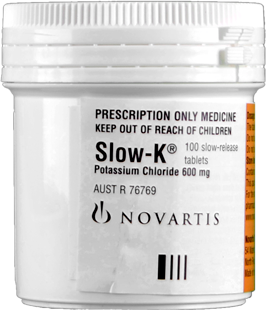 PRESCRIPTION ONLY MEDICINE
KEEP OUT OF REACH OF CHILDREN
Slow-K® 100 slow-release
tablets
Potassium Chloride 600 mg
AUST R 76769
NOVARTIS